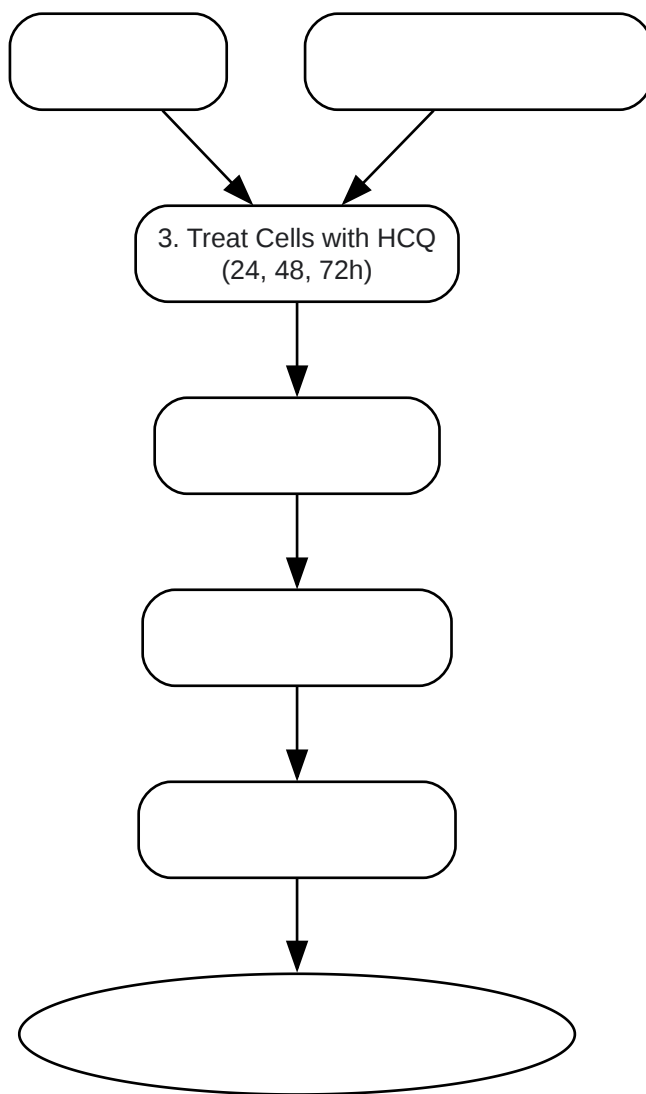 3. Treat Cells with HCQ
(24, 48, 72h)